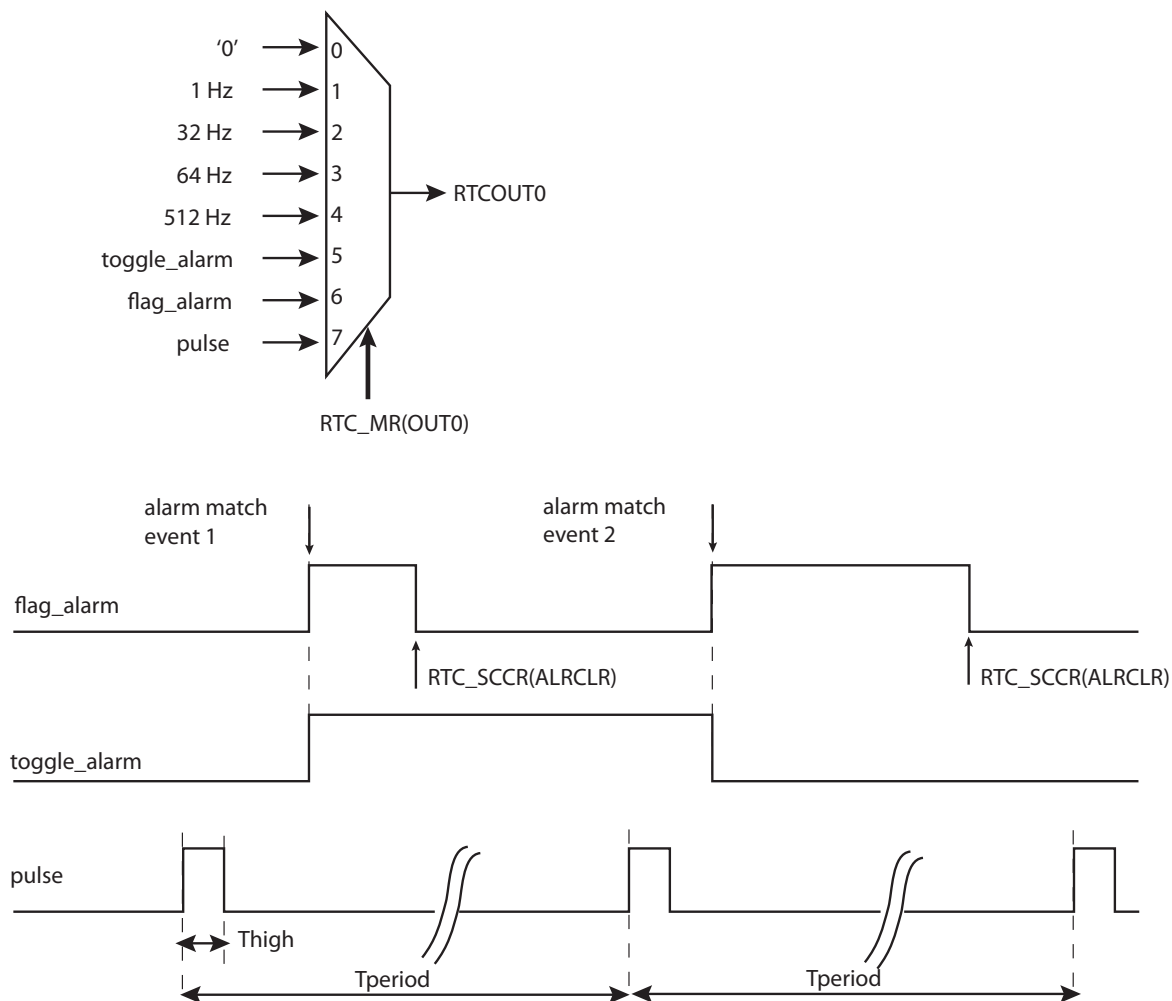 ‘0’
0
1 Hz
1
32 Hz
2
64 Hz
3
RTCOUT0
512 Hz
4
toggle_alarm
5
flag_alarm
6
pulse
7
RTC_MR(OUT0)
alarm match
event 1
alarm match
event 2
flag_alarm
RTC_SCCR(ALRCLR)
RTC_SCCR(ALRCLR)
toggle_alarm
pulse
Thigh
Tperiod
Tperiod